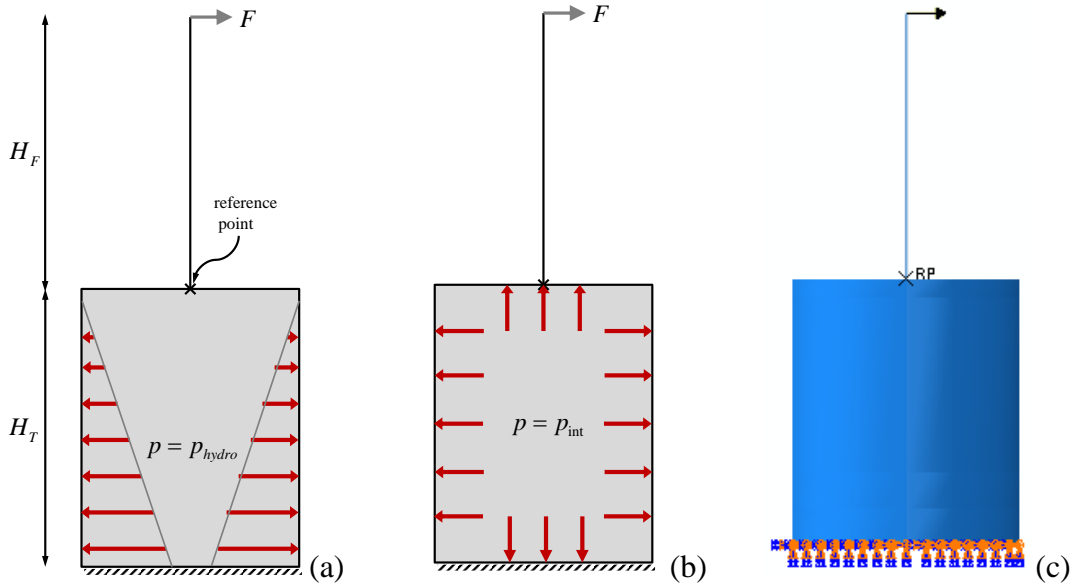 F
H_F
reference
point
H_T
p = p_hydro
(a)
F
p = p_int
(b)
RP
(c)